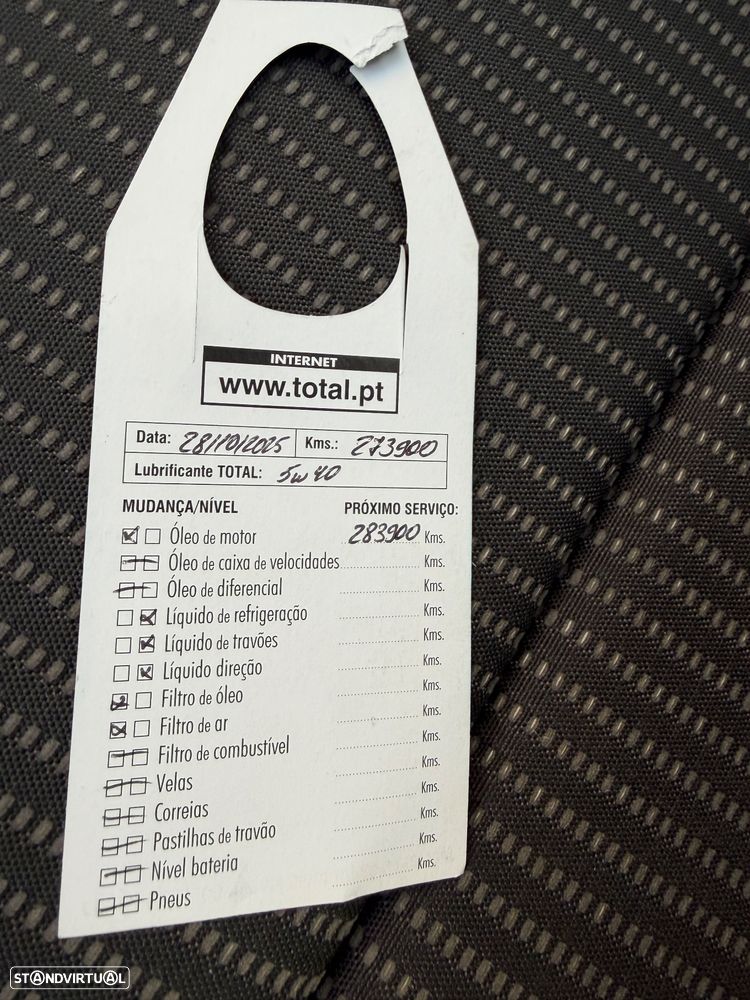 INTERNET
www.total.pt
Data: 28/10/2025 Kms.: 273900
Lubrificante TOTAL: 5w40
MUDANÇA/NÍVEL PRÓXIMO SERVIÇO:
Óleo de motor 283900 Kms.
Óleo de caixa de velocidades Kms.
Óleo de diferencial Kms.
Líquido de refrigeração Kms.
Líquido de travões Kms.
Líquido direção Kms.
Filtro de óleo Kms.
Filtro de ar Kms.
Filtro de combustível Kms.
Velas Kms.
Correias Kms.
Pastilhas de travão Kms.
Nível bateria Kms.
Pneus
STANDVIRTUAL